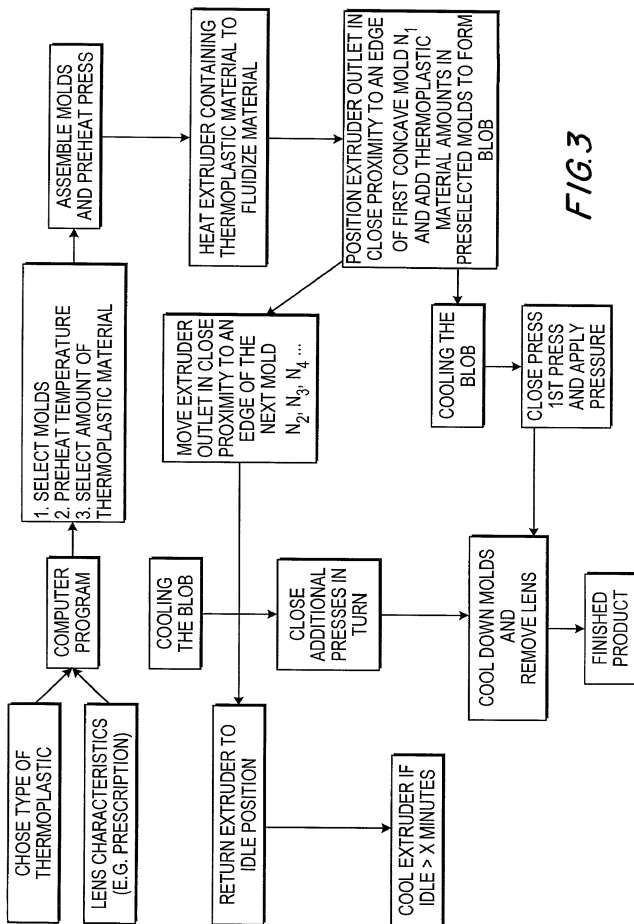 CHOSE TYPE OF
THERMOPLASTIC
LENS CHARACTERISTICS
(E.G. PRESCRIPTION)
COMPUTER
PROGRAM
1. SELECT MOLDS
2. PREHEAT TEMPERATURE
3. SELECT AMOUNT OF
THERMOPLASTIC MATERIAL
ASSEMBLE MOLDS
AND PREHEAT PRESS
HEAT EXTRUDER CONTAINING
THERMOPLASTIC MATERIAL TO
FLUIDIZE MATERIAL
POSITION EXTRUDER OUTLET IN
CLOSE PROXIMITY TO AN EDGE
OF FIRST CONCAVE MOLD N1
AND ADD THERMOPLASTIC
MATERIAL AMOUNTS IN
PRESELECTED MOLDS TO FORM
BLOB
MOVE EXTRUDER
OUTLET IN CLOSE
PROXIMITY TO AN
EDGE OF THE
NEXT MOLD
N2, N3, N4 ...
COOLING
THE BLOB
COOLING THE
BLOB
RETURN EXTRUDER TO
IDLE POSITION
CLOSE
ADDITIONAL
PRESSES IN
TURN
CLOSE PRESS
1ST PRESS
AND APPLY
PRESSURE
COOL EXTRUDER IF
IDLE > X MINUTES
COOL DOWN MOLDS
AND
REMOVE LENS
FINISHED
PRODUCT
FIG.3